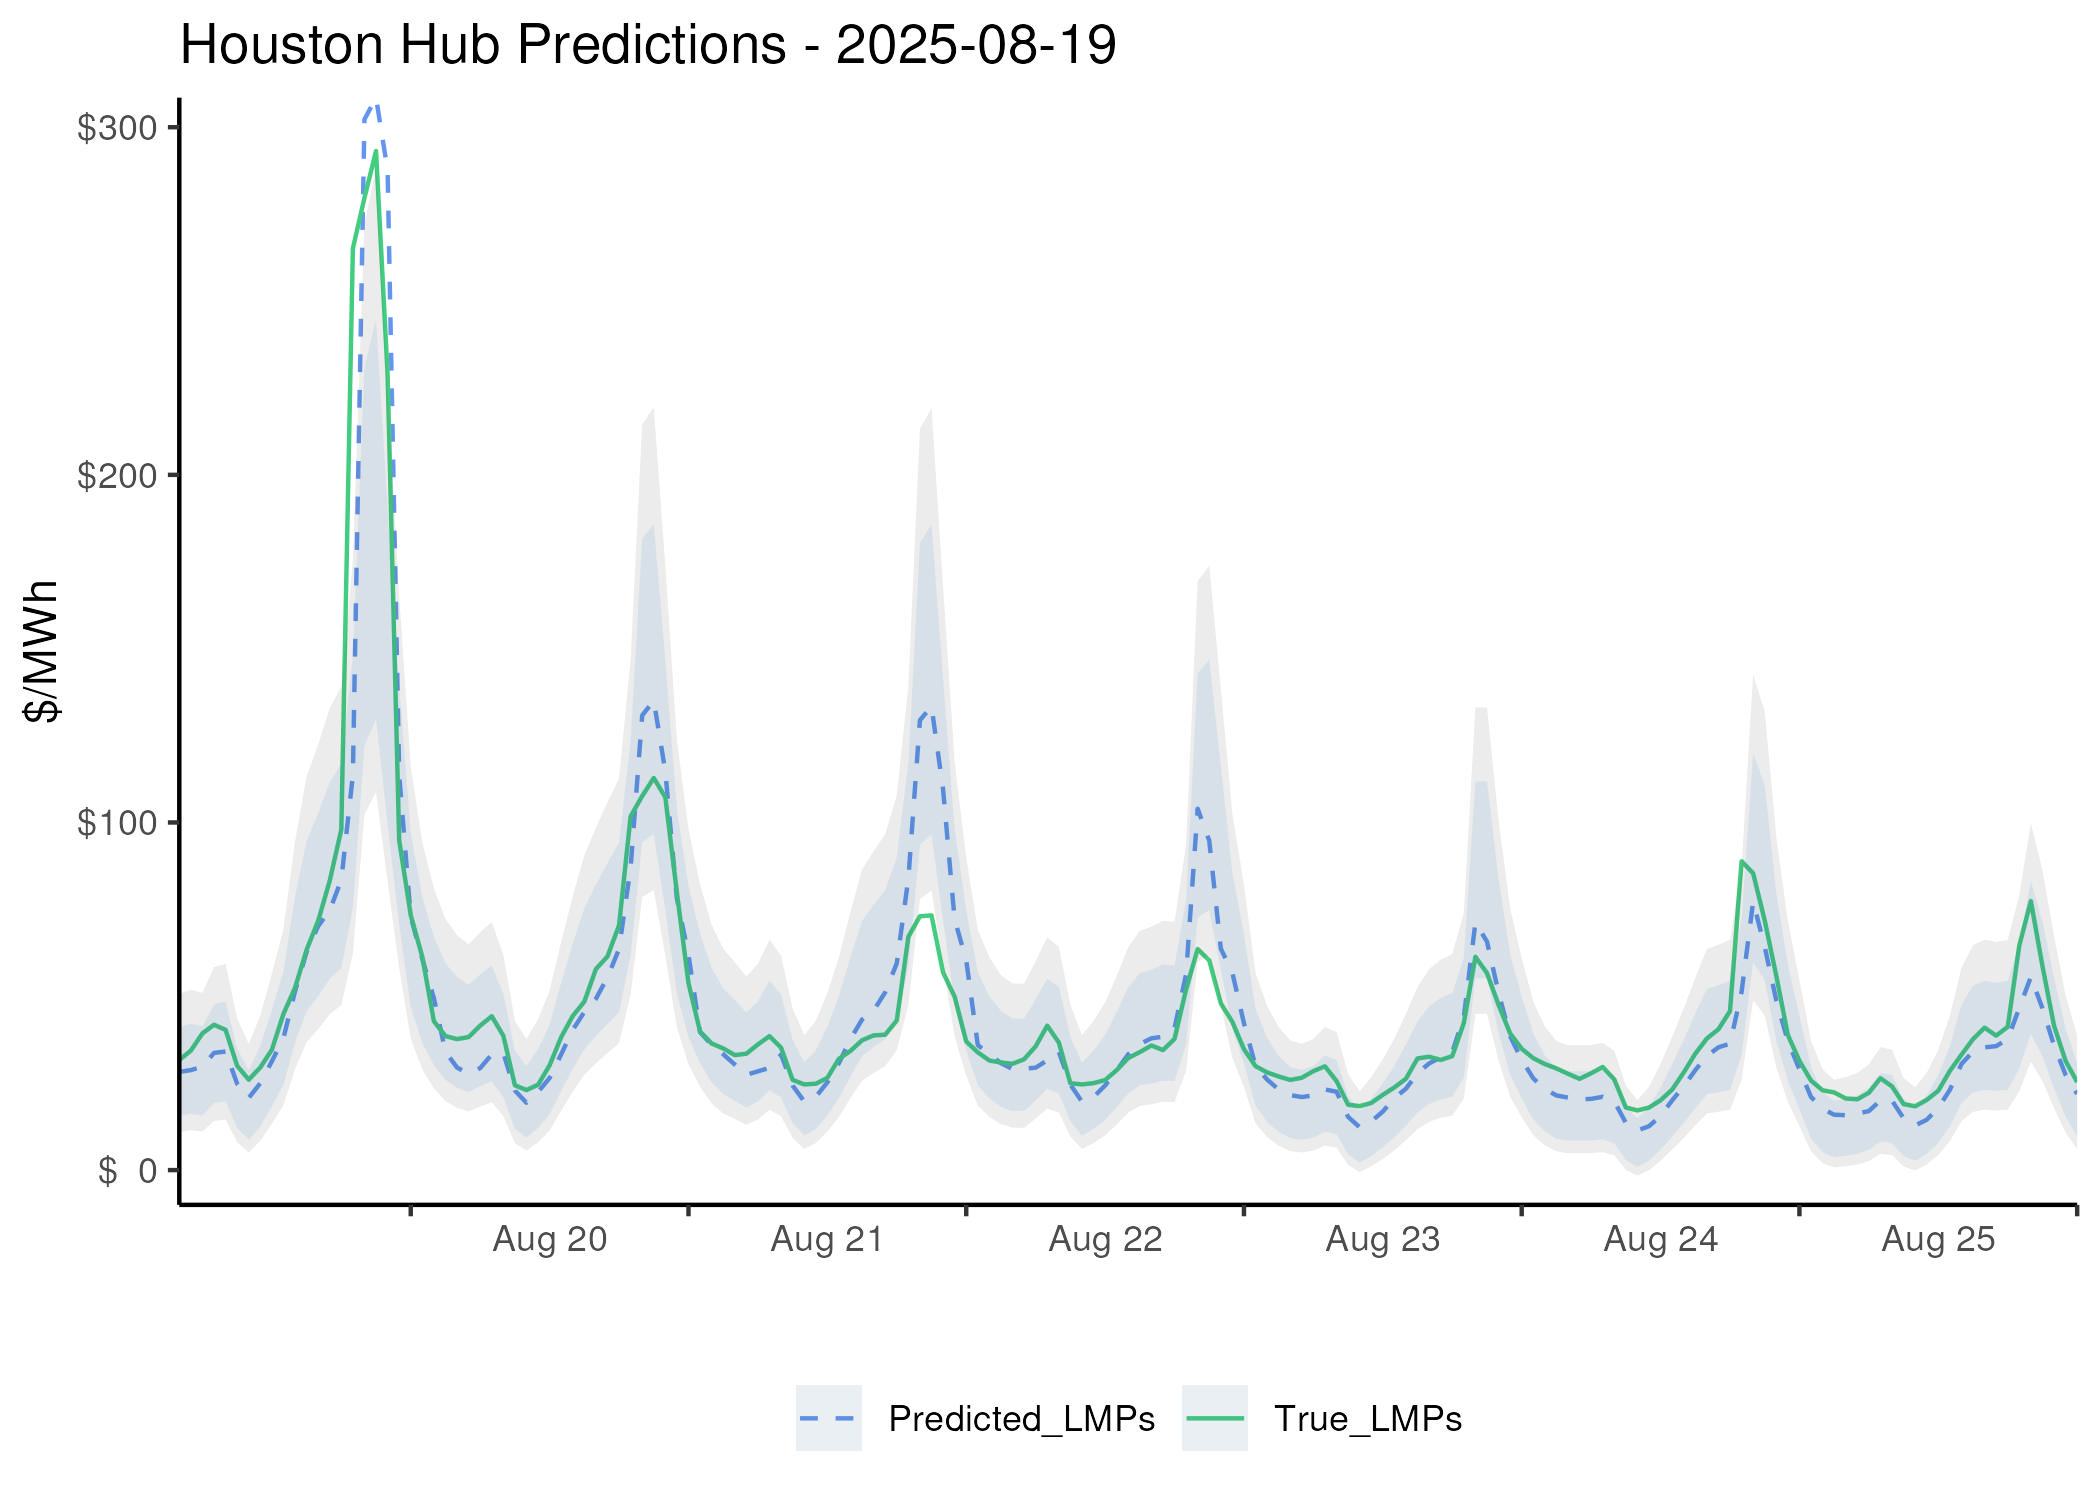 Houston Hub Predictions - 2025-08-19
$300
$200
$100
$ 0
$/MWh
Aug 20 Aug 21 Aug 22 Aug 23 Aug 24 Aug 25
Predicted_LMPs True_LMPs